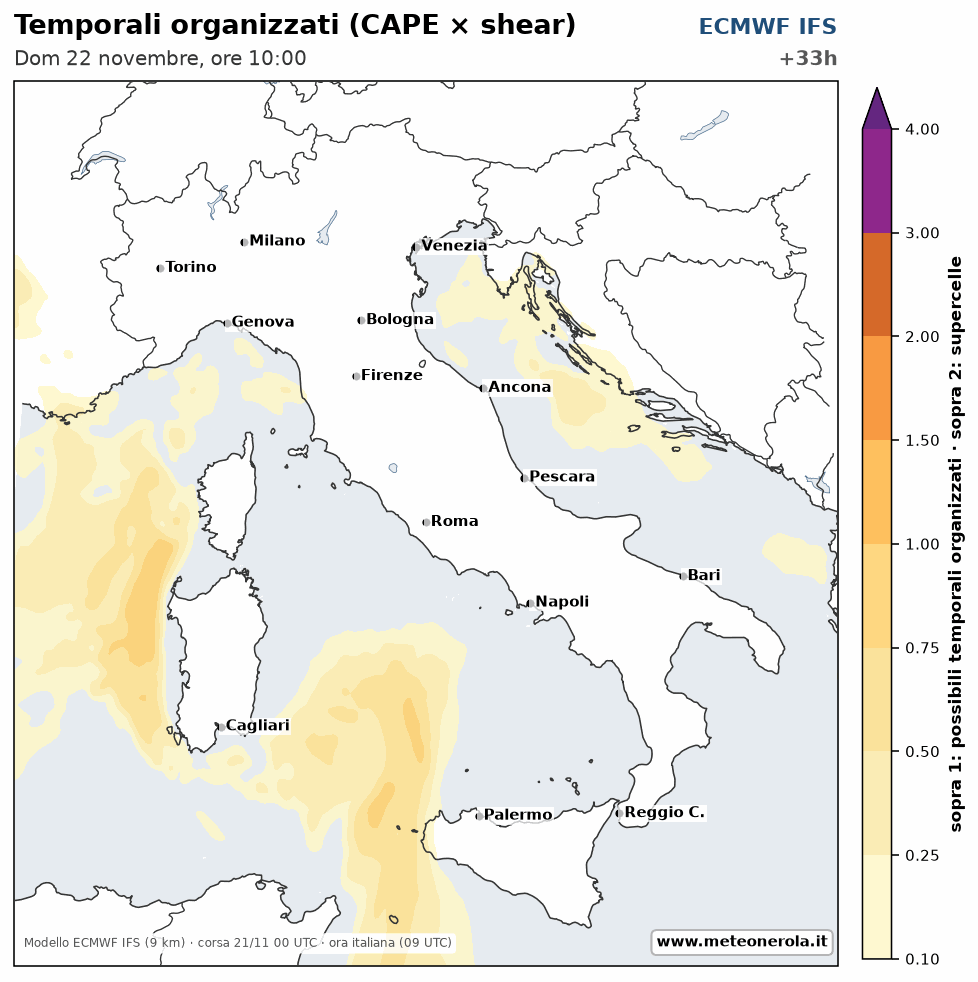 Temporali organizzati (CAPE × shear)
ECMWF IFS
Dom 22 novembre, ore 10:00
+33h
Milano
Venezia
Torino
Genova
Bologna
Firenze
Ancona
Pescara
Roma
Bari
Napoli
Cagliari
Palermo
Reggio C.
Modello ECMWF IFS (9 km) · corsa 21/11 00 UTC · ora italiana (09 UTC)
www.meteonerola.it
4.00
3.00
2.00
1.50
1.00
0.75
0.50
0.25
0.10
sopra 1: possibili temporali organizzati · sopra 2: supercelle